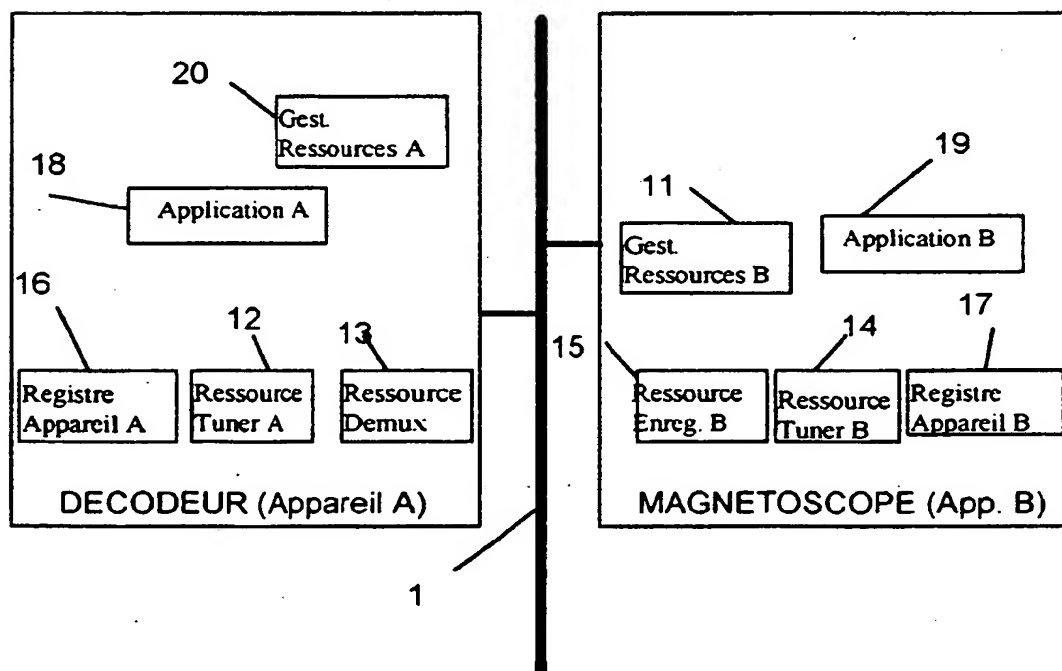 20
Gest.
Ressources A
18
Application A
16
12
13
Registre
Appareil A
Ressource
Tuner A
Ressource
Demux
DECODEUR (Appareil A)
1
11
19
Gest.
Ressources B
Application B
15
14
17
Ressource
Enreg. B
Ressource
Tuner B
Registre
Appareil B
MAGNETOSCOPE (App. B)